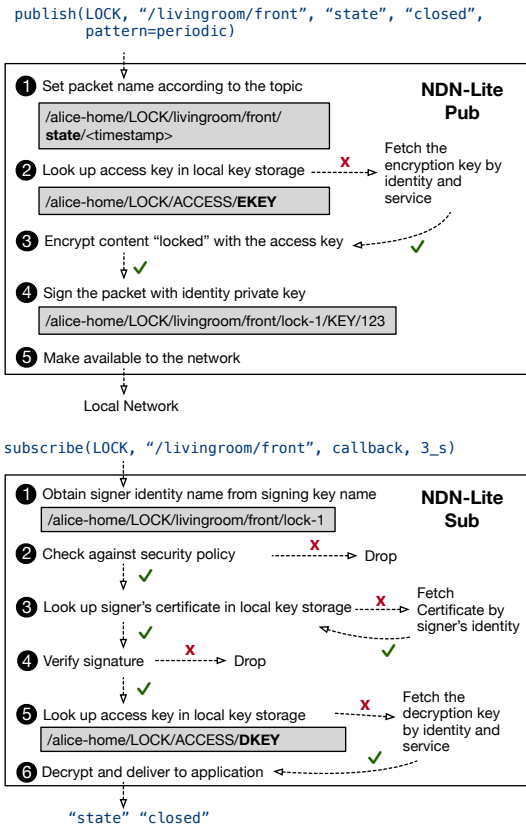 publish(LOCK, “/livingroom/front”, “state”, “closed”,
pattern=periodic)
NDN-Lite
Pub
1 Set packet name according to the topic
/alice-home/LOCK/livingroom/front/
state/<timestamp>
2 Look up access key in local key storage
X
Fetch the
encryption key by
identity and
service
/alice-home/LOCK/ACCESS/EKEY
3 Encrypt content “locked” with the access key
4 Sign the packet with identity private key
/alice-home/LOCK/livingroom/front/lock-1/KEY/123
5 Make available to the network
Local Network
subscribe(LOCK, “/livingroom/front”, callback, 3_s)
NDN-Lite
Sub
1 Obtain signer identity name from signing key name
/alice-home/LOCK/livingroom/front/lock-1
2 Check against security policy
X
Drop
3 Look up signer’s certificate in local key storage
X
Fetch
Certificate by
signer’s identity
4 Verify signature
X
Drop
5 Look up access key in local key storage
X
Fetch the
decryption key
by identity and
service
/alice-home/LOCK/ACCESS/DKEY
6 Decrypt and deliver to application
“state” “closed”